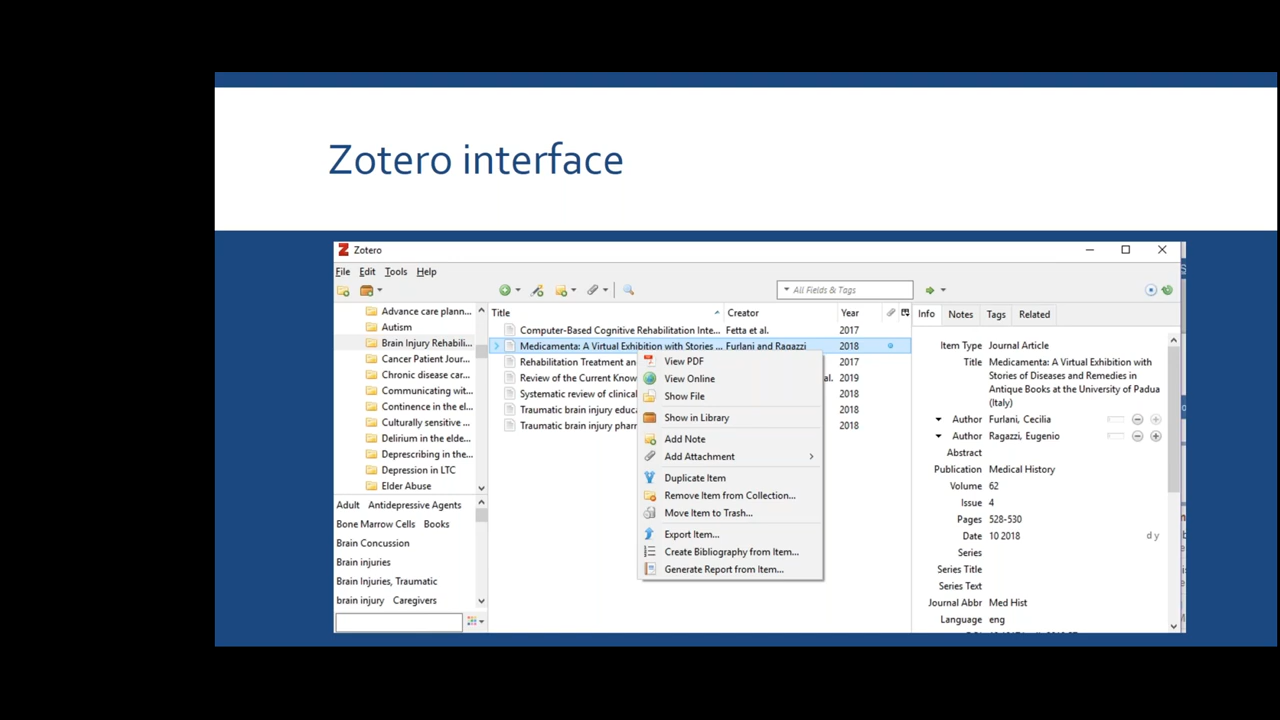 Zotero interface
Zotero
File Edit Tools Help
All Fields & Tags
Advance care plann...
Autism
Brain Injury Rehabili...
Cancer Patient Jour...
Chronic disease car...
Communicating wit...
Continence in the el...
Culturally sensitive ...
Delirium in the elde...
Deprescribing in the...
Depression in LTC
Elder Abuse
Adult Antidepressive Agents
Bone Marrow Cells Books
Brain Concussion
Brain injuries
Brain Injuries, Traumatic
brain injury Caregivers
Title Creator Year
Computer-Based Cognitive Rehabilitation Inte... Fetta et al. 2017
Medicamenta: A Virtual Exhibition with Stories ... Furlani and Ragazzi 2018
Rehabilitation Treatment an 2017
Review of the Current Know al. 2019
Systematic review of clinical 2018
Traumatic brain injury educa 2018
Traumatic brain injury phar 2018
View PDF
View Online
Show File
Show in Library
Add Note
Add Attachment
Duplicate Item
Remove Item from Collection...
Move Item to Trash...
Export Item...
Create Bibliography from Item...
Generate Report from Item...
Info Notes Tags Related
Item Type Journal Article
Title Medicamenta: A Virtual Exhibition with
Stories of Diseases and Remedies in
Antique Books at the University of Padua
(Italy)
Author Furlani, Cecilia
Author Ragazzi, Eugenio
Abstract
Publication Medical History
Volume 62
Issue 4
Pages 528-530
Date 10 2018 d y
Series
Series Title
Series Text
Journal Abbr Med Hist
Language eng